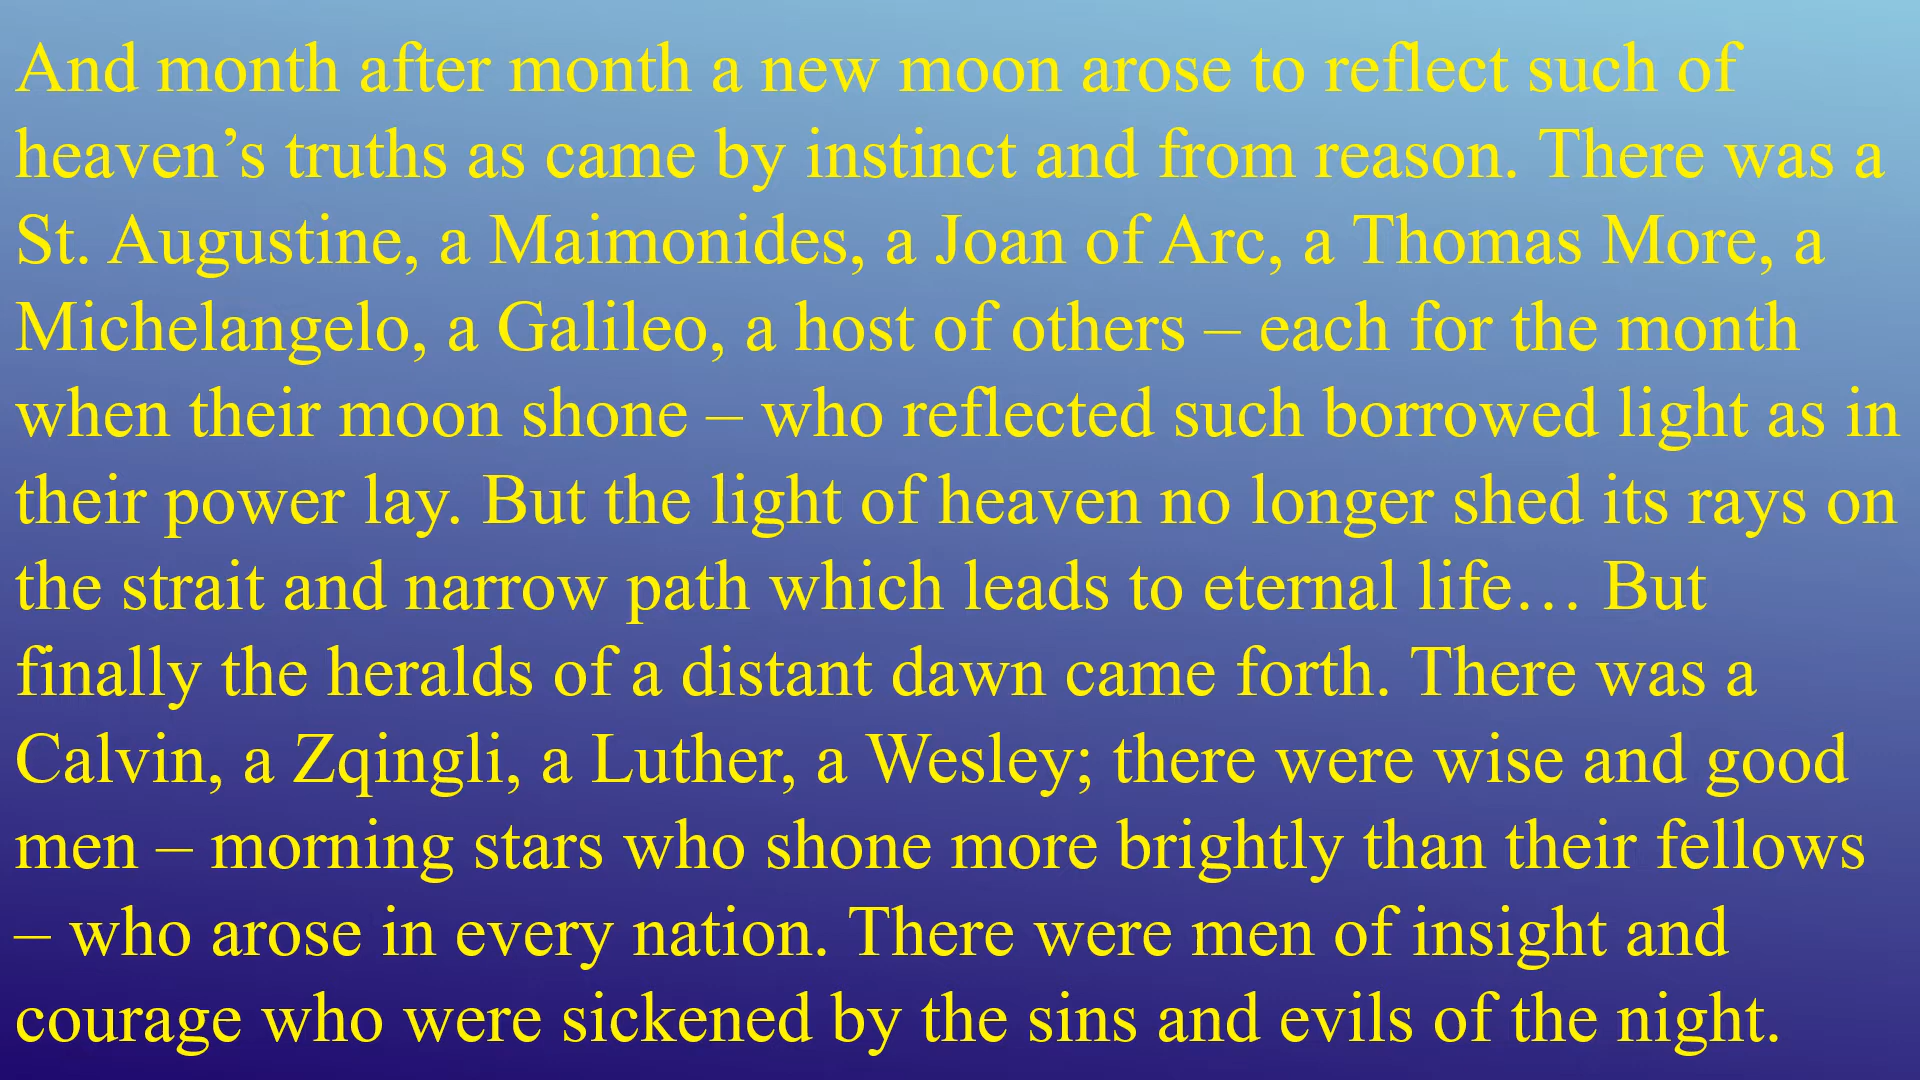 And month after month a new moon arose to reflect such of
heaven’s truths as came by instinct and from reason. There was a
St. Augustine, a Maimonides, a Joan of Arc, a Thomas More, a
Michelangelo, a Galileo, a host of others – each for the month
when their moon shone – who reflected such borrowed light as in
their power lay. But the light of heaven no longer shed its rays on
the strait and narrow path which leads to eternal life… But
finally the heralds of a distant dawn came forth. There was a
Calvin, a Zqingli, a Luther, a Wesley; there were wise and good
men – morning stars who shone more brightly than their fellows
– who arose in every nation. There were men of insight and
courage who were sickened by the sins and evils of the night.